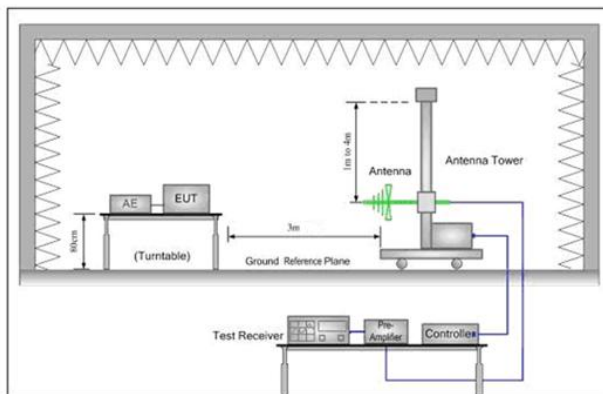 1m to 4m
Antenna
Antenna Tower
AE
EUT
80cm
(Turntable)
3m
Ground Reference Plane
Test Receiver
Pre-
Amplifier
Controller